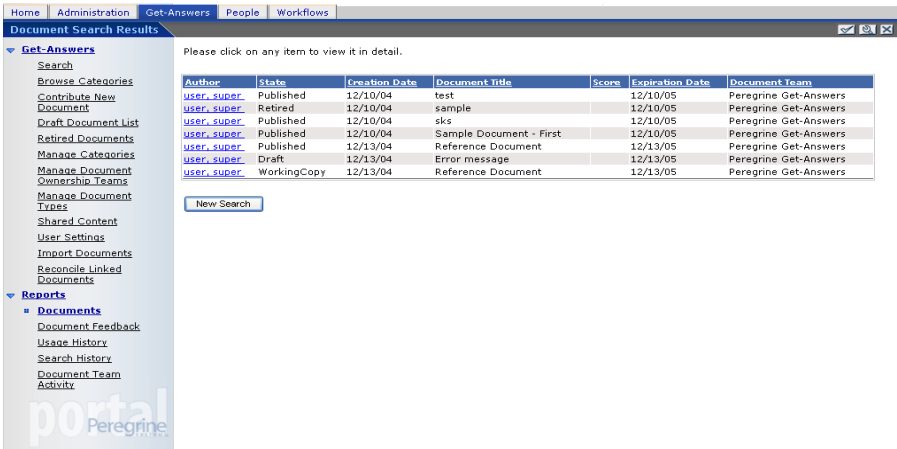 Home Administration Get-Answers People Workflows
Document Search Results
Get-Answers
Search
Browse Categories
Contribute New
Document
Draft Document List
Retired Documents
Manage Categories
Manage Document
Ownership Teams
Manage Document
Types
Shared Content
User Settings
Import Documents
Reconcile Linked
Documents
Reports
Documents
Document Feedback
Usage History
Search History
Document Team
Activity
portal
Peregrine
Please click on any item to view it in detail.
Author State Creation Date Document Title Score Expiration Date Document Team
user, super Published 12/10/04 test 12/10/05 Peregrine Get-Answers
user, super Retired 12/10/04 sample 12/10/05 Peregrine Get-Answers
user, super Published 12/10/04 sks 12/10/05 Peregrine Get-Answers
user, super Published 12/10/04 Sample Document - First 12/10/05 Peregrine Get-Answers
user, super Published 12/13/04 Reference Document 12/13/05 Peregrine Get-Answers
user, super Draft 12/13/04 Error message 12/13/05 Peregrine Get-Answers
user, super WorkingCopy 12/13/04 Reference Document 12/13/05 Peregrine Get-Answers
New Search